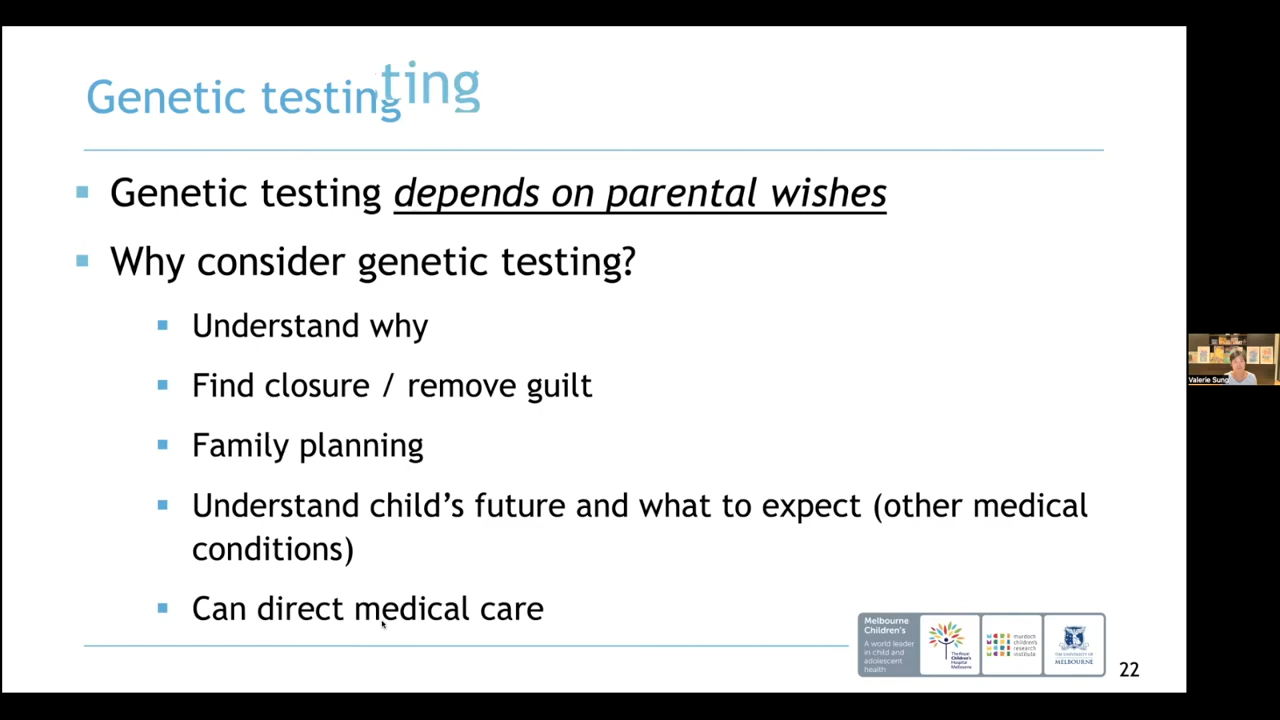 Genetic testing
ting
Genetic testing depends on parental wishes
Why consider genetic testing?
Understand why
Find closure / remove guilt
Family planning
Understand child's future and what to expect (other medical
conditions)
Can direct medical care
Valerie Sung
Melbourne
Children's
A world leader
in child and
adolescent
health
The Royal
Children's
Hospital
Melbourne
murdoch
children's
research
institute
THE UNIVERSITY OF
MELBOURNE
22